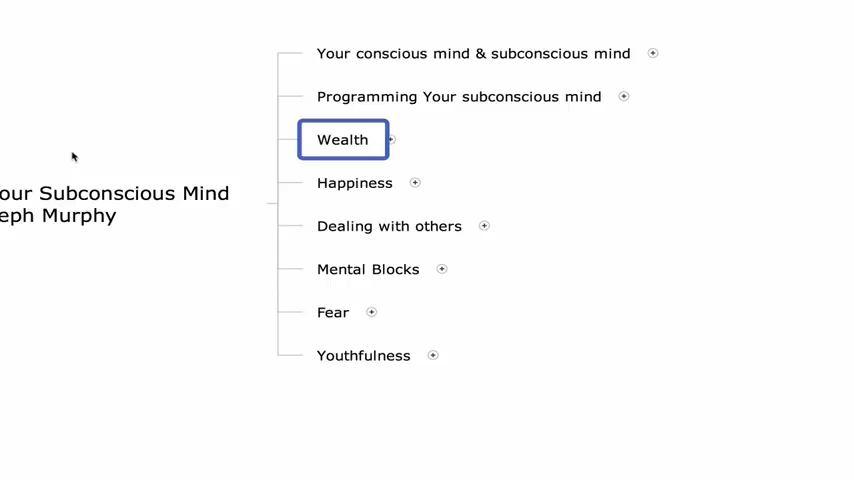 Your conscious mind & subconscious mind
Programming Your subconscious mind
Wealth
Happiness
our Subconscious Mind
eph Murphy
Dealing with others
Mental Blocks
Fear
Youthfulness